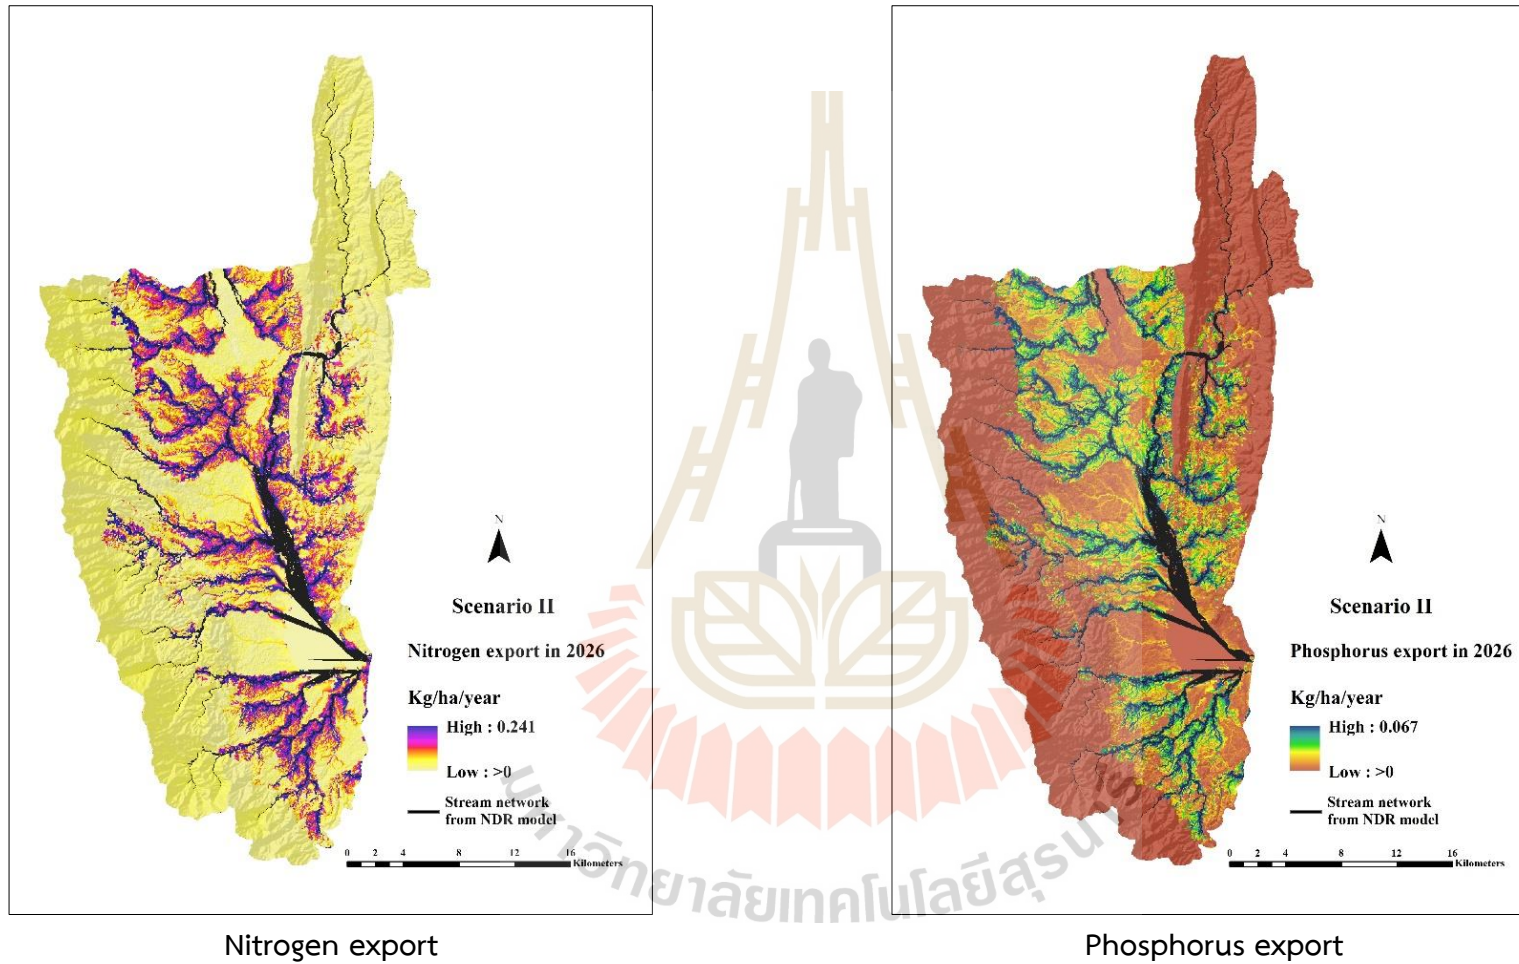 N
Scenario II
Nitrogen export in 2026
Kg/ha/year
High : 0.241
Low : >0
Stream network
from NDR model
0 2 4 8 12 16
Kilometers
Nitrogen export
N
Scenario II
Phosphorus export in 2026
Kg/ha/year
High : 0.067
Low : >0
Stream network
from NDR model
0 2 4 8 12 16
Kilometers
Phosphorus export
มหาวิทยาลัยเทคโนโลยีสุรนารี